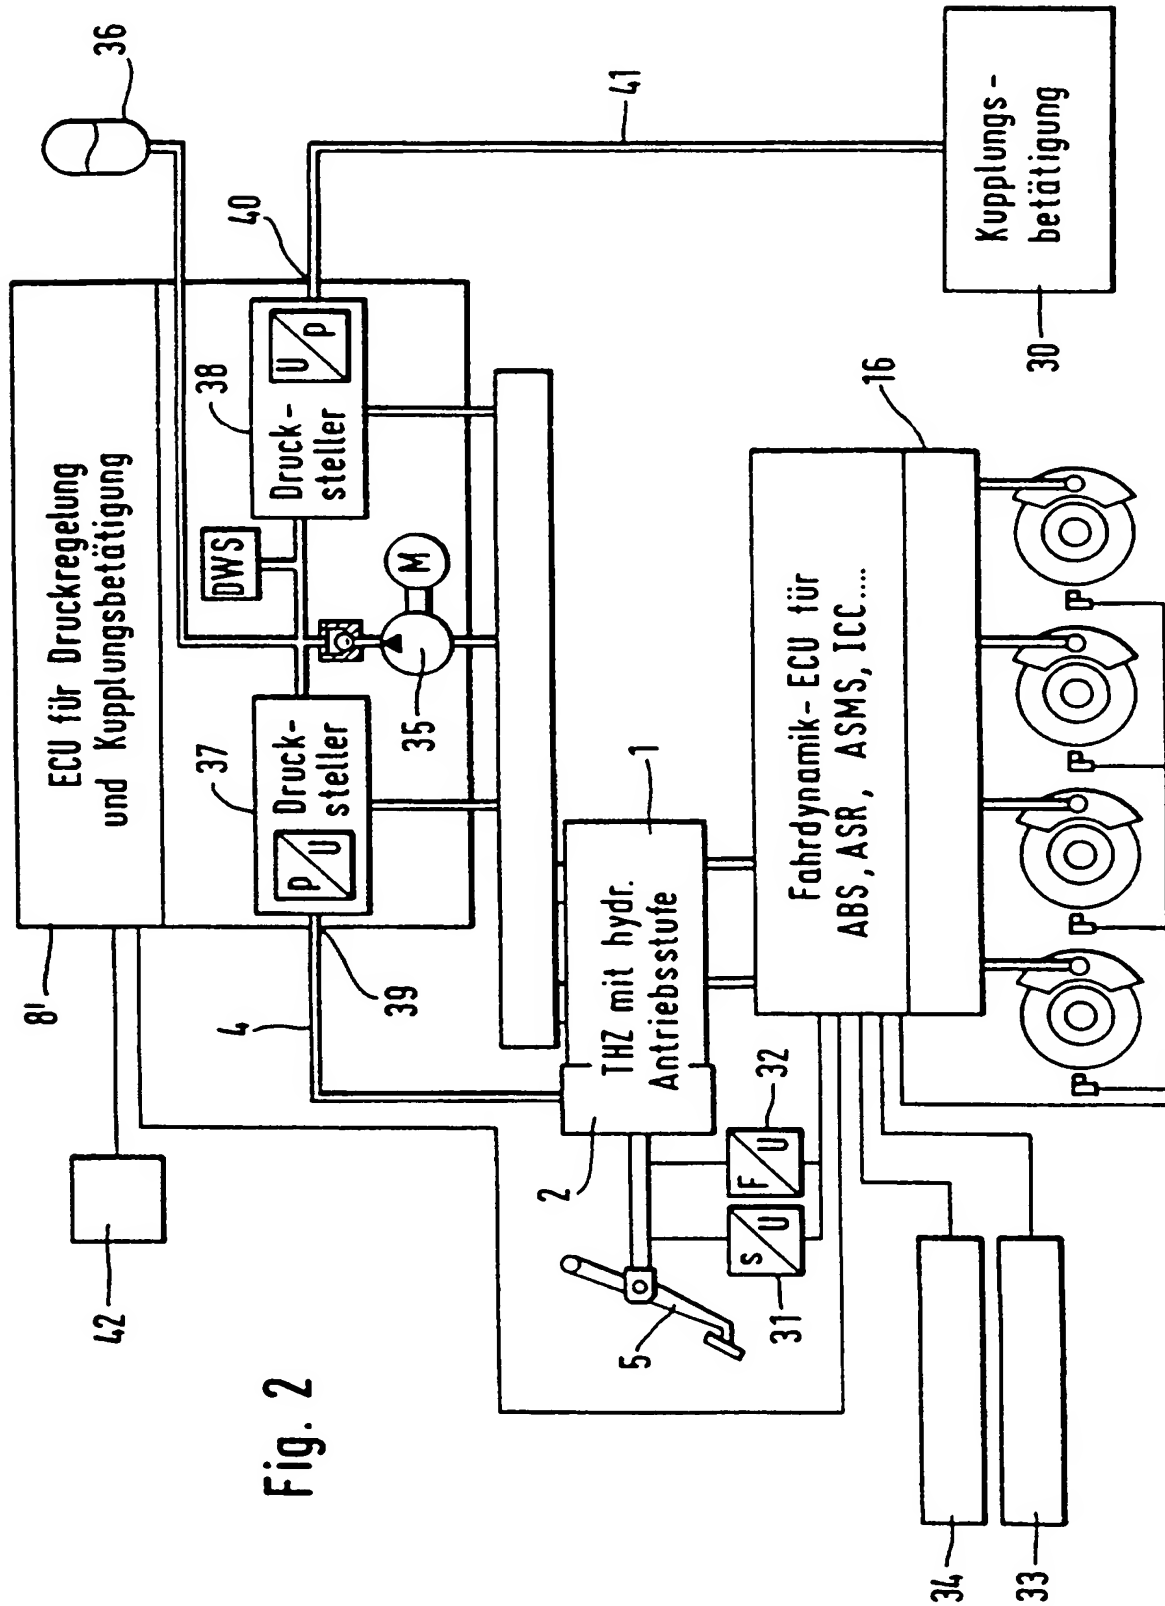 36
ECU für Druckregelung
und Kupplungsbetätigung
8'
42
40
41
38
U
P
Druck-
steller
DWS
M
35
37
Druck-
steller
P
U
39
4
Kupplungs-
betätigung
30
1
THZ mit hydr.
Antriebsstufe
2
16
Fahrdynamik-ECU für
ABS, ASR, ASMS, ICC....
32
F
U
s
U
31
5
34
33
Fig. 2